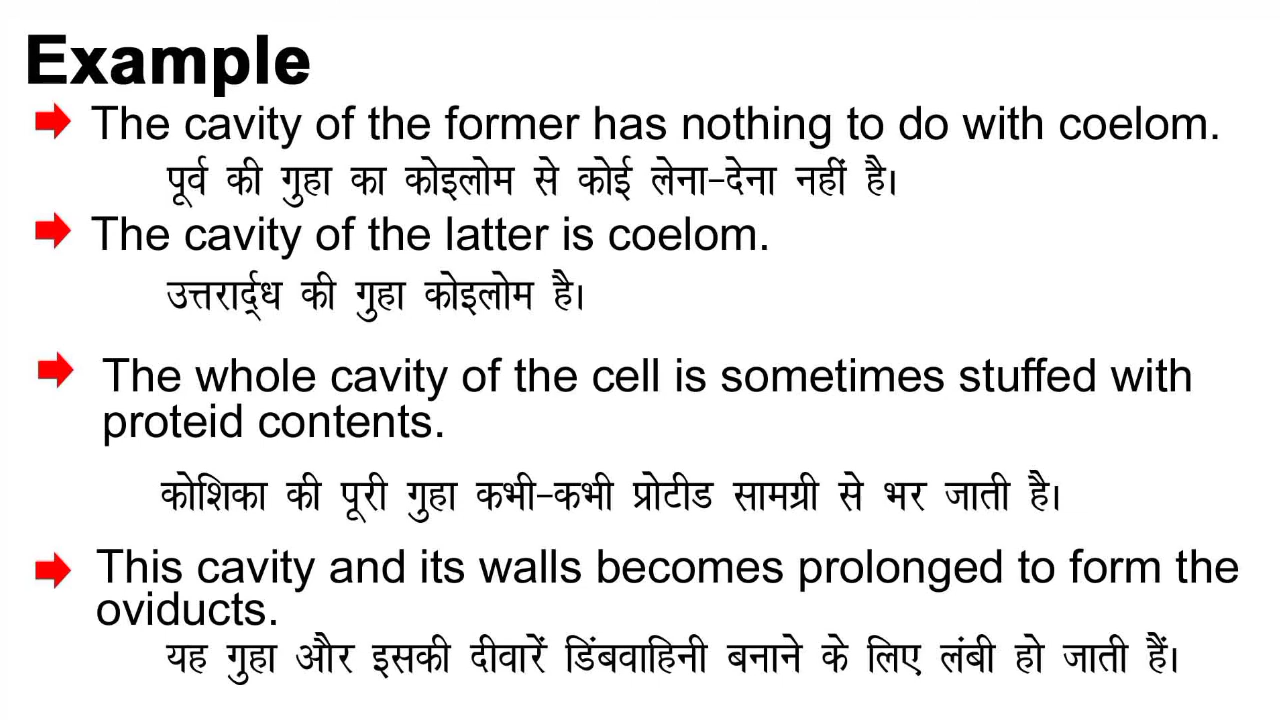 Example
The cavity of the former has nothing to do with coelom.
पूर्व की गुहा का कोइलोम से कोई लेना-देना नहीं है।
The cavity of the latter is coelom.
उत्तरार्द्ध की गुहा कोइलोम है।
The whole cavity of the cell is sometimes stuffed with
proteid contents.
कोशिका की पूरी गुहा कभी-कभी प्रोटीड सामग्री से भर जाती है।
This cavity and its walls becomes prolonged to form the
oviducts.
यह गुहा और इसकी दीवारें डिंबवाहिनी बनाने के लिए लंबी हो जाती हैं।